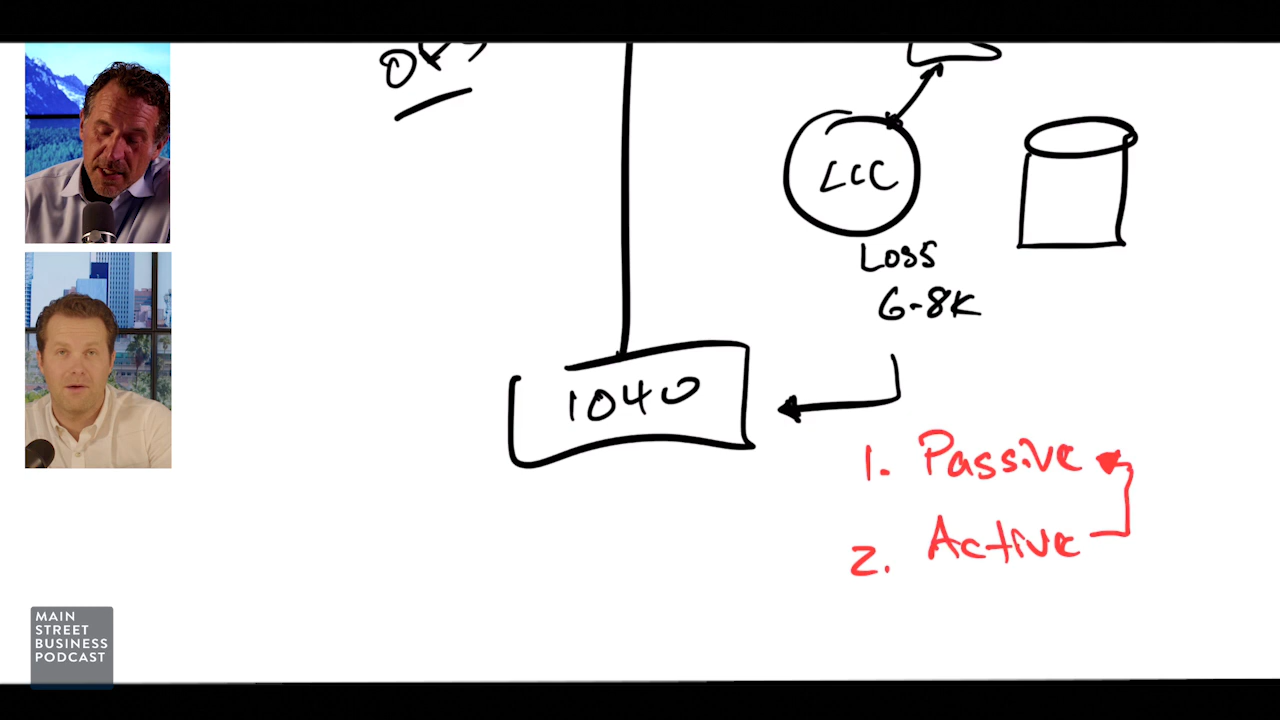 LLC
LOSS
6-8K
1040
1. Passive
2. Active
MAIN
STREET
BUSINESS
PODCAST